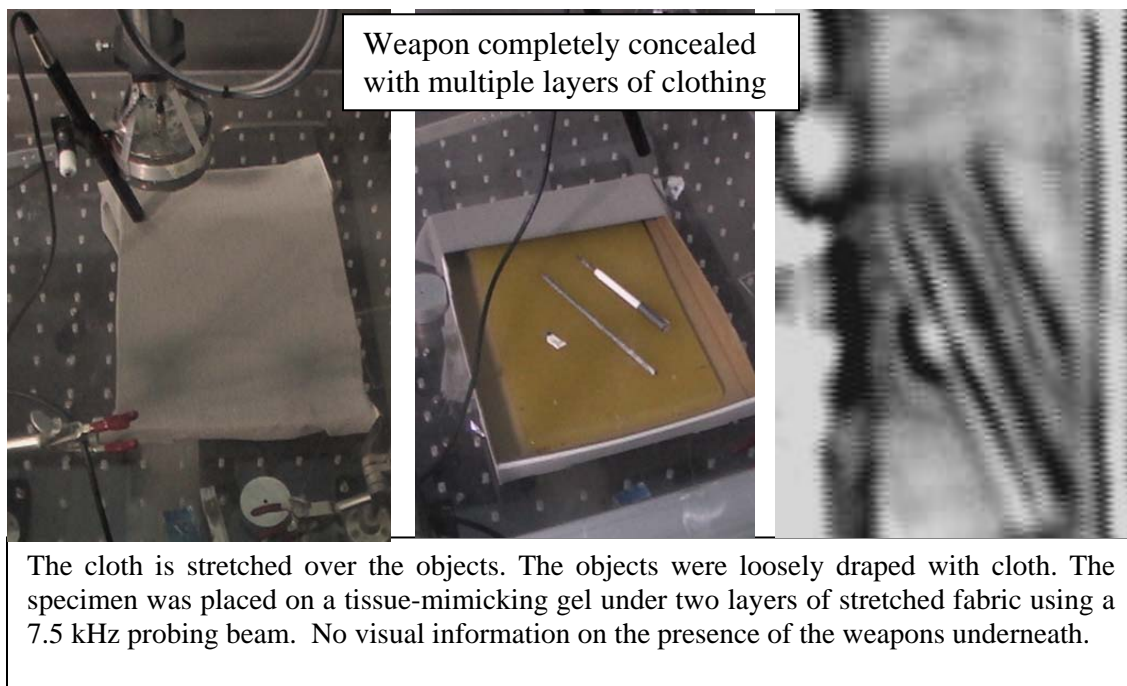 Weapon completely concealed
with multiple layers of clothing
The cloth is stretched over the objects. The objects were loosely draped with cloth. The
specimen was placed on a tissue-mimicking gel under two layers of stretched fabric using a
7.5 kHz probing beam.  No visual information on the presence of the weapons underneath.